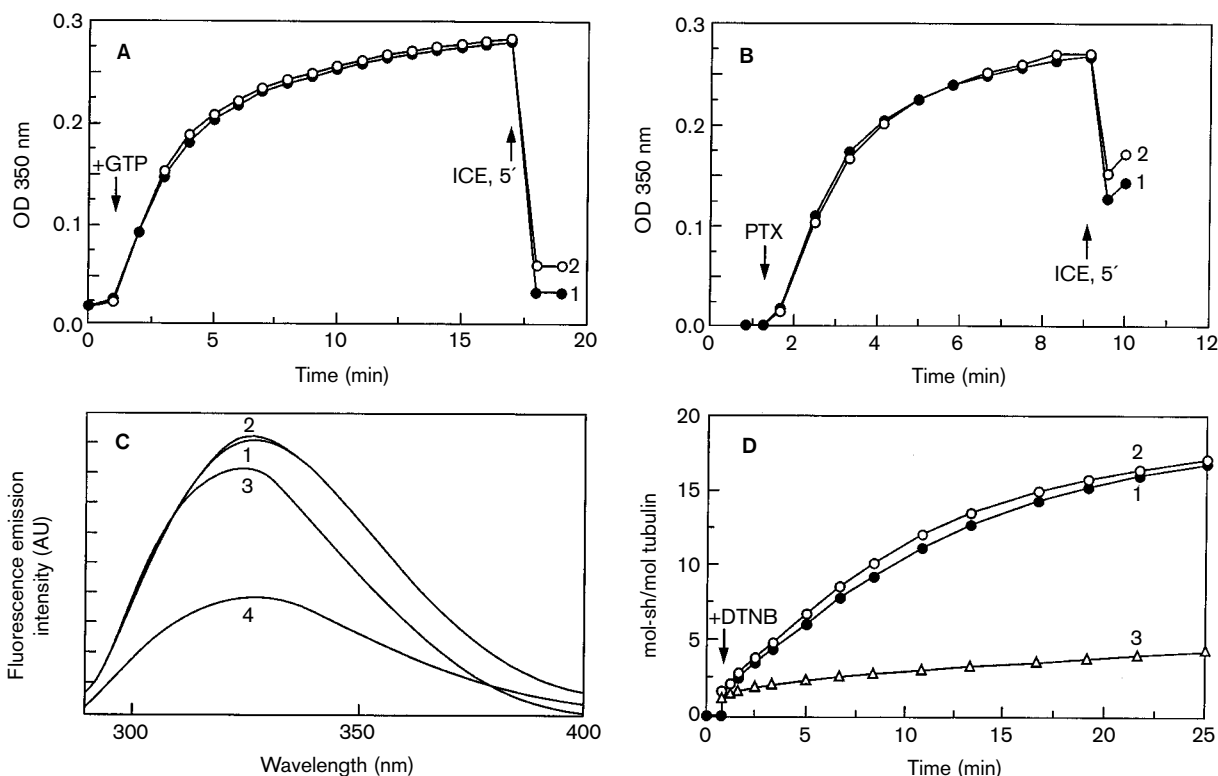 A
OD 350 nm
0.3
0.2
0.1
0.0
+GTP
ICE, 5′
2
1
0 5 10 15 20
Time (min)
B
OD 350 nm
0.3
0.2
0.1
0.0
PTX
ICE, 5′
2
1
0 2 4 6 8 10 12
Time (min)
C
Fluorescence emission
intensity (AU)
2
1
3
4
300 350 400
Wavelength (nm)
D
mol-sh/mol tubulin
20
15
10
5
0
+DTNB
2
1
3
0 5 10 15 20 25
Time (min)